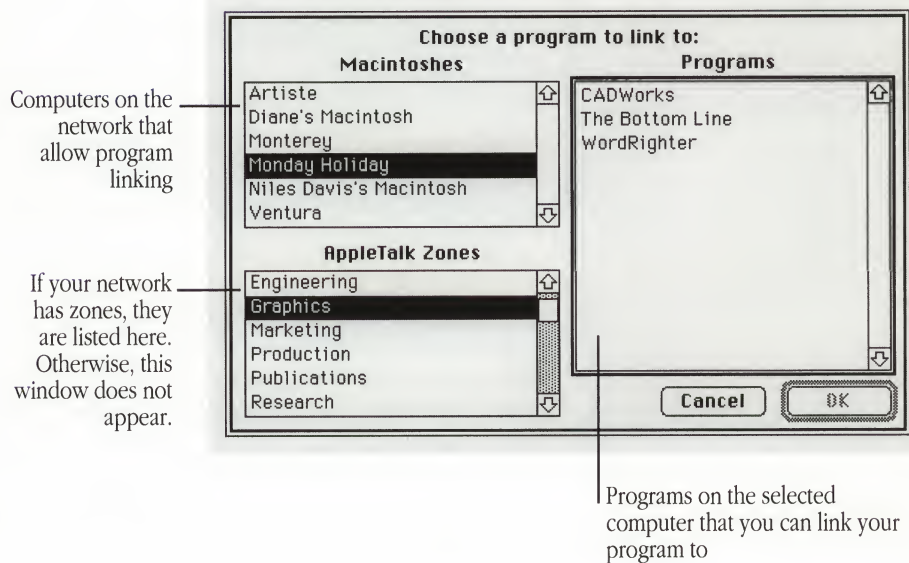 Choose a program to link to:
Macintoshes
Artiste
Diane's Macintosh
Monterey
Monday Holiday
Niles Davis's Macintosh
Ventura
AppleTalk Zones
Engineering
Graphics
Marketing
Production
Publications
Research
Programs
CADWorks
The Bottom Line
WordRighter
Cancel
OK
Computers on the
network that
allow program
linking
If your network
has zones, they
are listed here.
Otherwise, this
window does not
appear.
Programs on the selected
computer that you can link your
program to